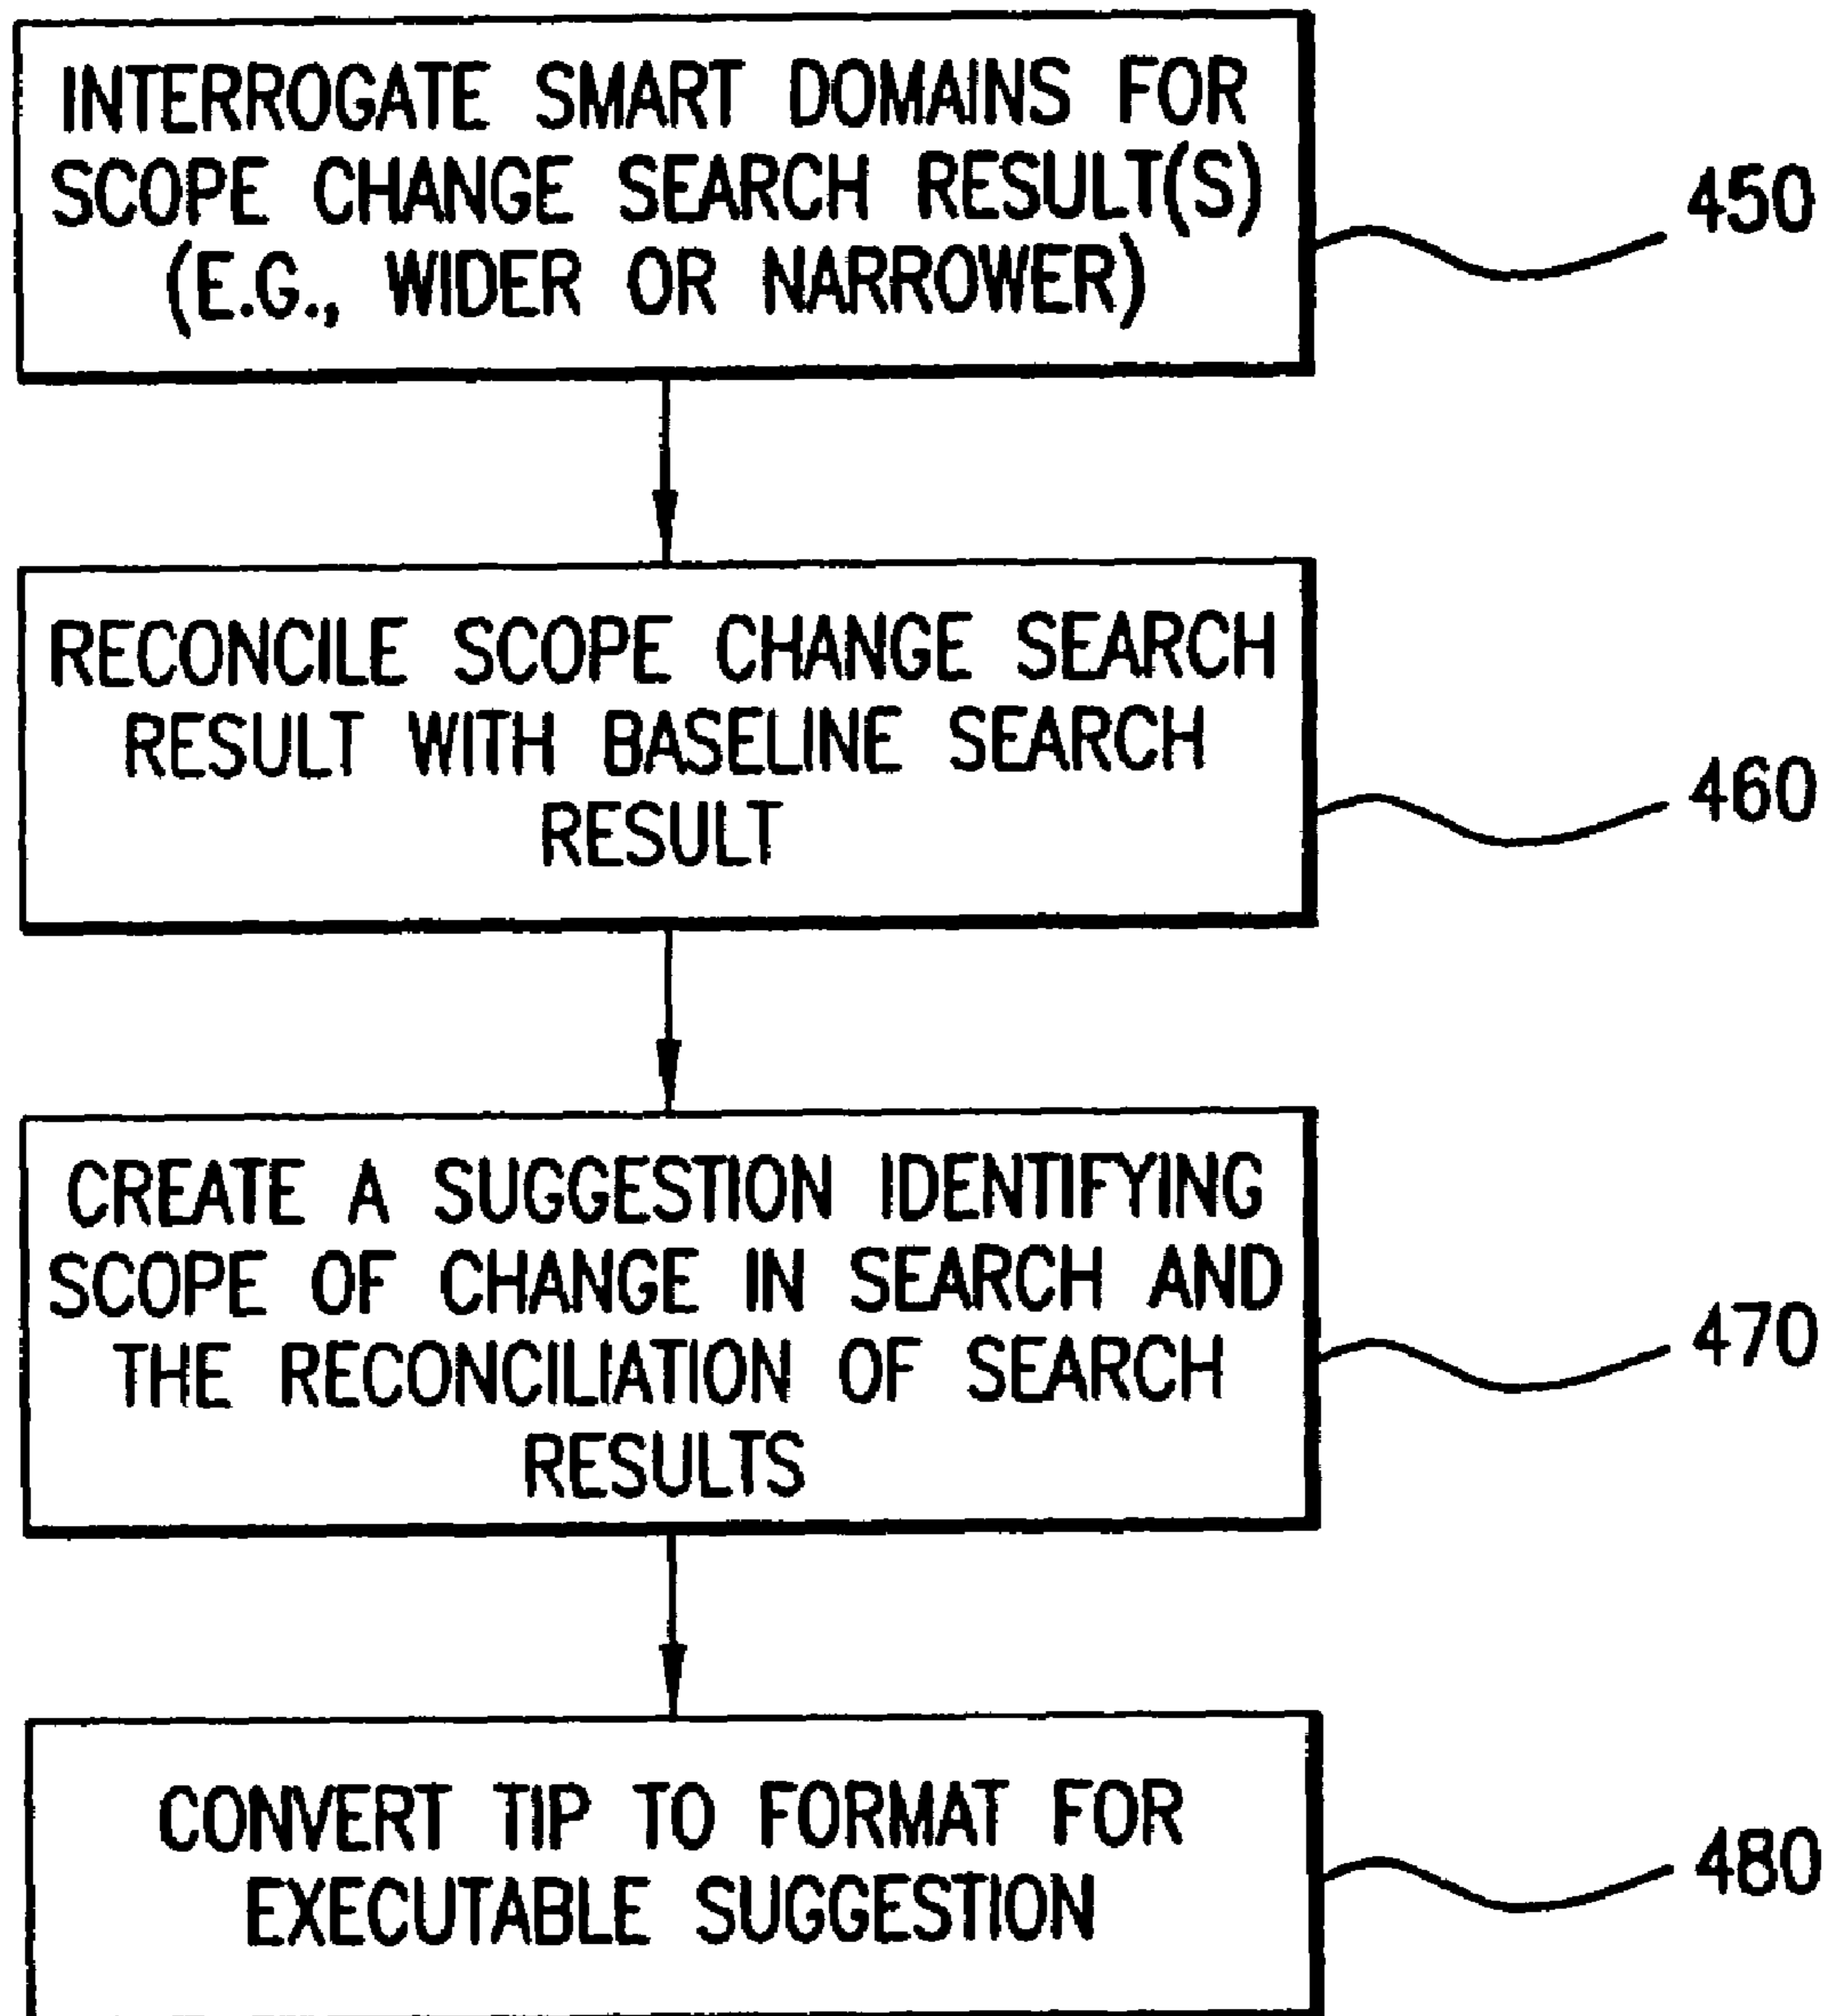 INTERROGATE SMART DOMAINS FOR
SCOPE CHANGE SEARCH RESULT(S)
(E.G., WIDER OR NARROWER)
450
RECONCILE SCOPE CHANGE SEARCH
RESULT WITH BASELINE SEARCH
RESULT
460
CREATE A SUGGESTION IDENTIFYING
SCOPE OF CHANGE IN SEARCH AND
THE RECONCILIATION OF SEARCH
RESULTS
470
CONVERT TIP TO FORMAT FOR
EXECUTABLE SUGGESTION
480